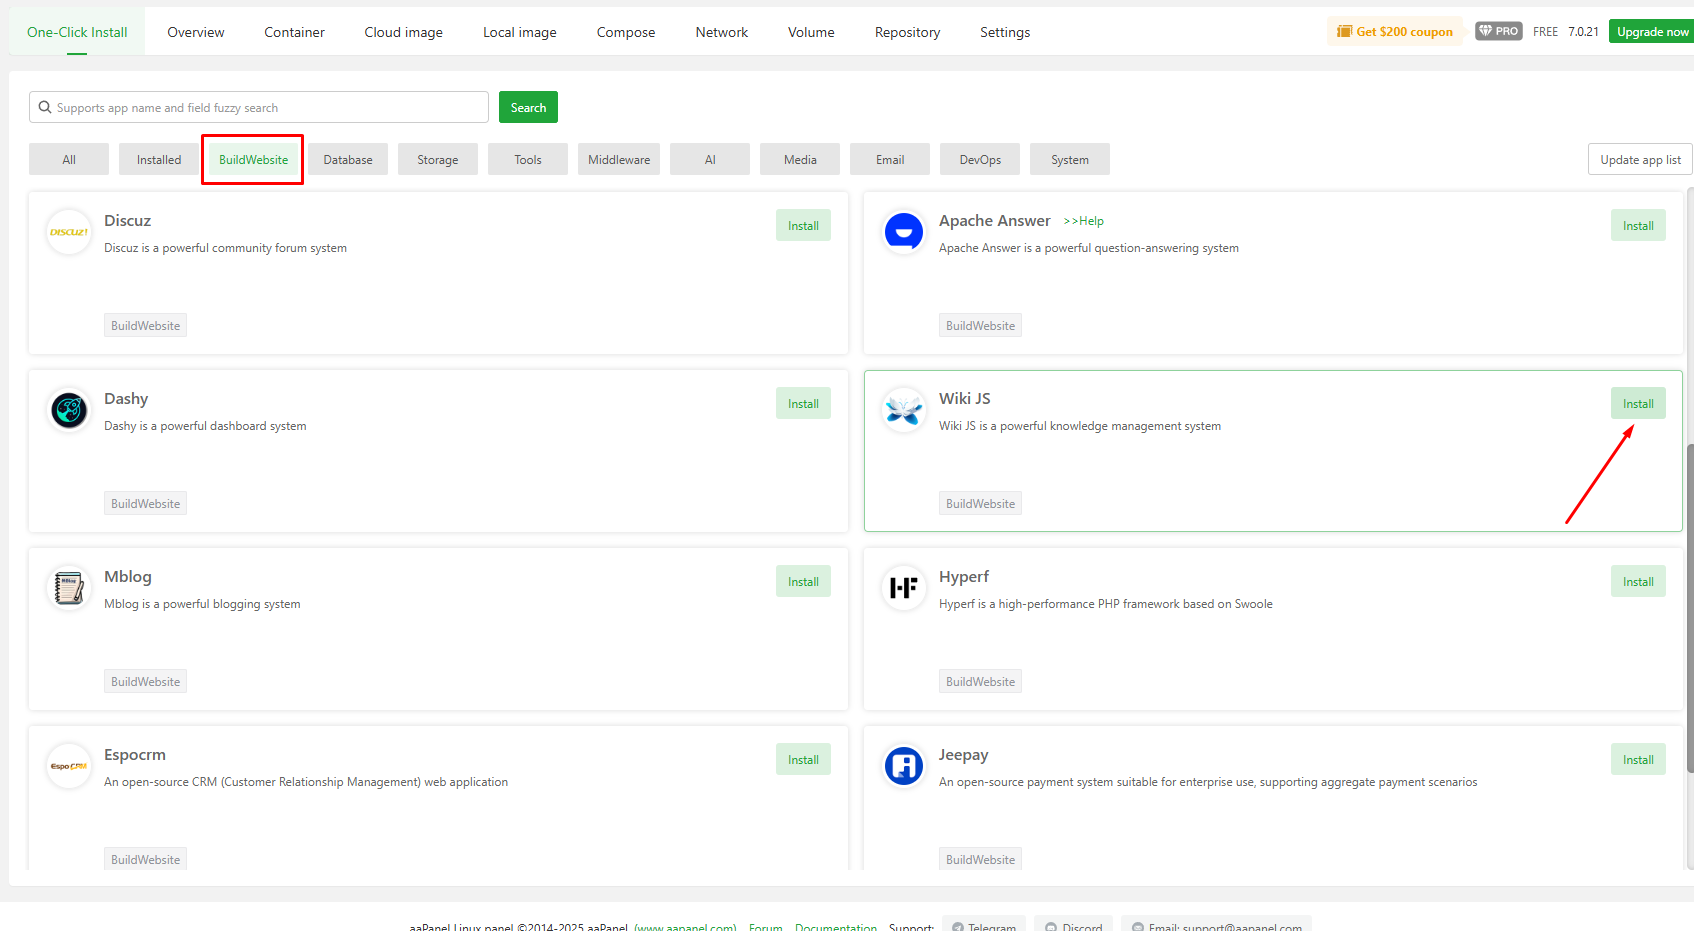 One-Click Install Overview Container Cloud image Local image Compose Network Volume Repository Settings Get $200 coupon PRO FREE 7.0.21 Upgrade now
Supports app name and field fuzzy search Search
All Installed BuildWebsite Database Storage Tools Middleware AI Media Email DevOps System Update app list
DISCUZ!
Discuz
Install
Discuz is a powerful community forum system
BuildWebsite
Apache Answer >>Help
Install
Apache Answer is a powerful question-answering system
BuildWebsite
Dashy
Install
Dashy is a powerful dashboard system
BuildWebsite
Wiki JS
Install
Wiki JS is a powerful knowledge management system
BuildWebsite
MBlog
Mblog
Install
Mblog is a powerful blogging system
BuildWebsite
HF
Hyperf
Install
Hyperf is a high-performance PHP framework based on Swoole
BuildWebsite
EspoCRM
Espocrm
Install
An open-source CRM (Customer Relationship Management) web application
BuildWebsite
Jeepay
Install
An open-source payment system suitable for enterprise use, supporting aggregate payment scenarios
BuildWebsite
aaPanel Linux panel ©2014-2025 aaPanel (www.aapanel.com) Forum Documentation Support: Telegram Discord Email: support@aapanel.com